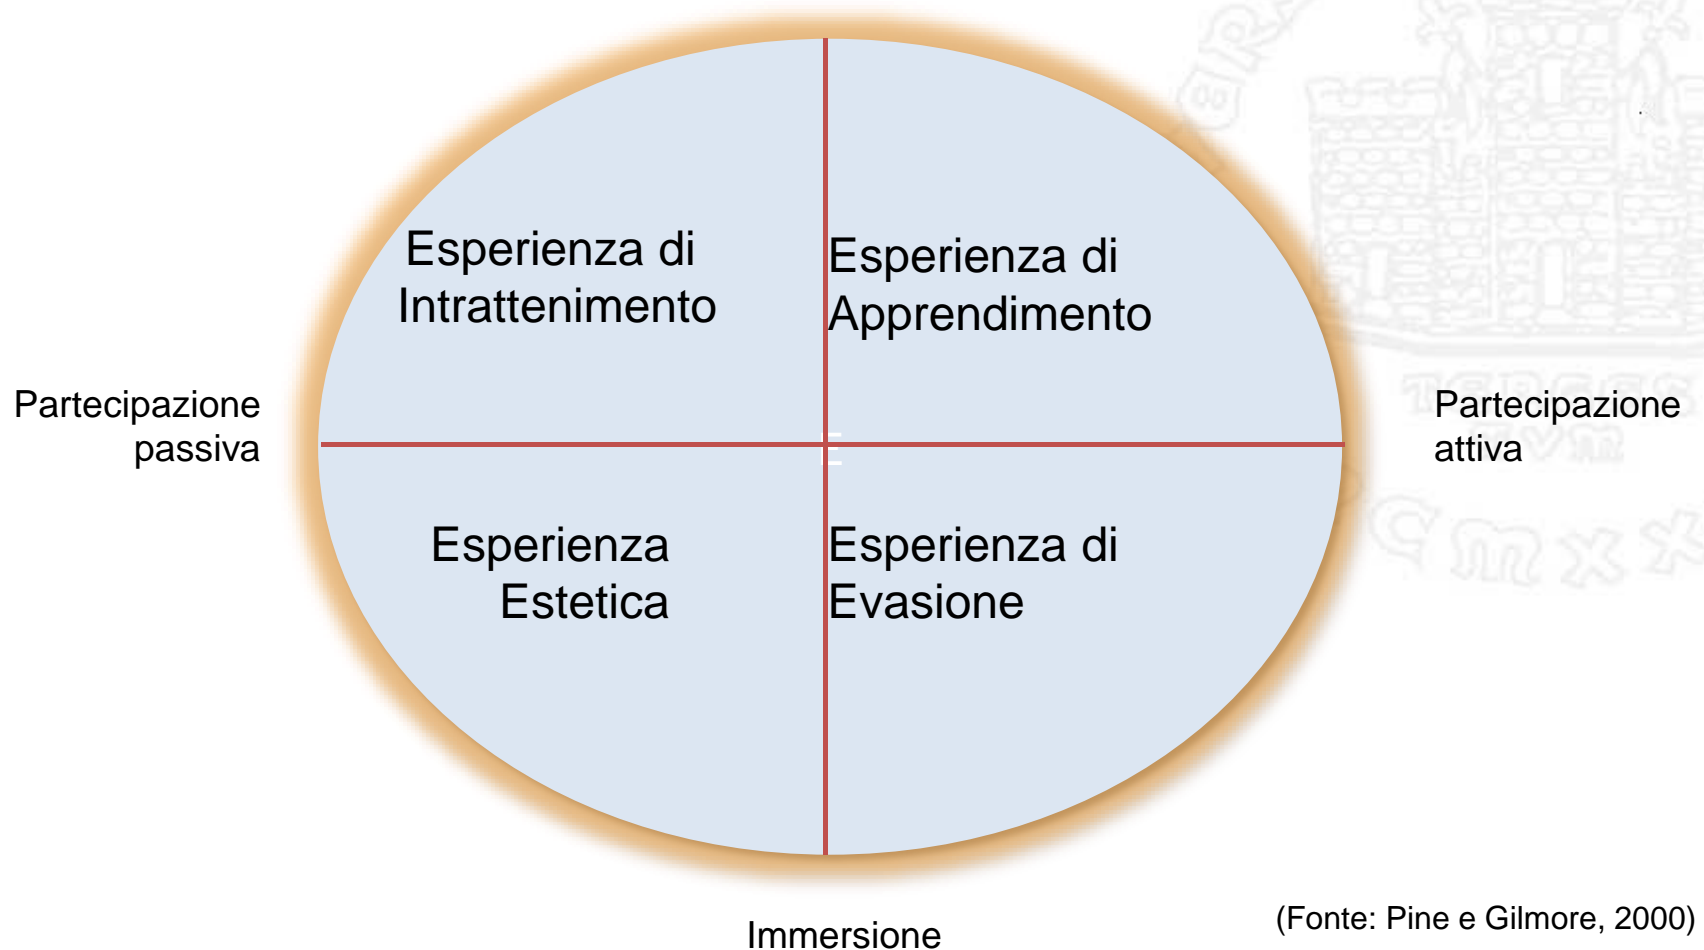 Esperienza di
Intrattenimento
Esperienza di
Apprendimento
Partecipazione
passiva
Partecipazione
attiva
E
Esperienza
Estetica
Esperienza di
Evasione
Immersione
(Fonte: Pine e Gilmore, 2000)